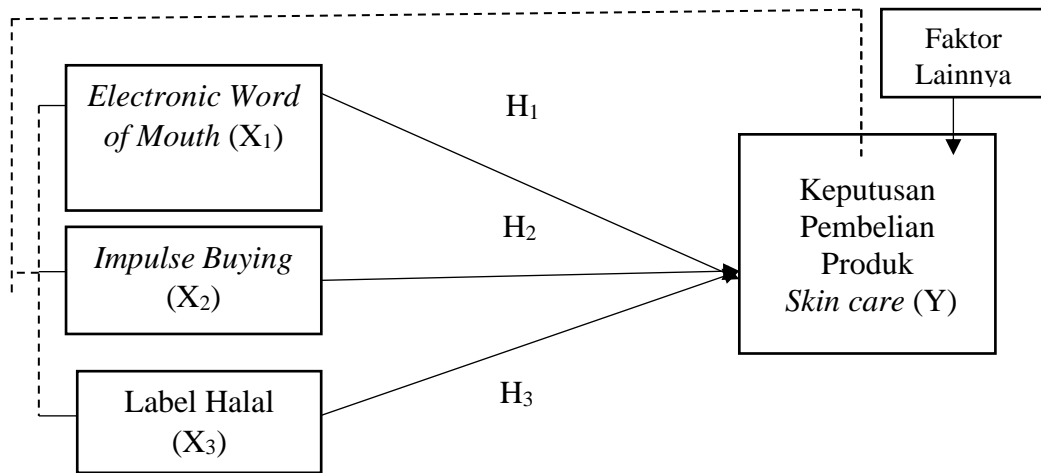 Electronic Word
of Mouth (X₁)
H₁
Faktor
Lainnya
Impulse Buying
(X₂)
H₂
Keputusan
Pembelian
Produk
Skin care (Y)
Label Halal
(X₃)
H₃